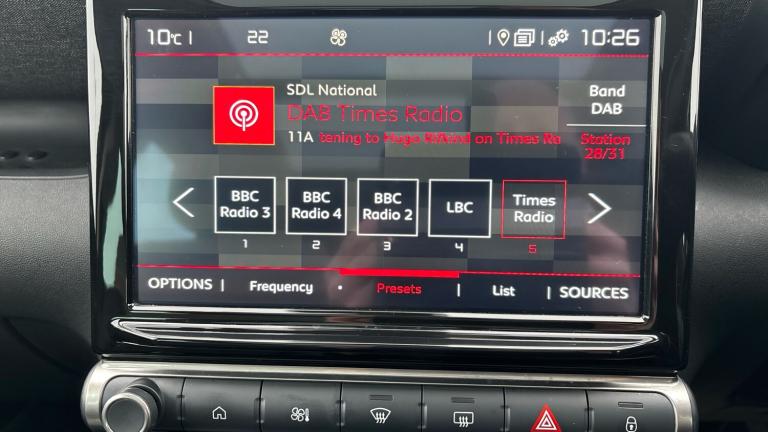 10°C | 22 10:26
SDL National
DAB Times Radio
11A tening to Hugo Rifkind on Times Ra
Band
DAB
Station
28/31
BBC
Radio 3
BBC
Radio 4
BBC
Radio 2
LBC
Times
Radio
1 2 3 4 5
OPTIONS | Frequency • Presets | List | SOURCES